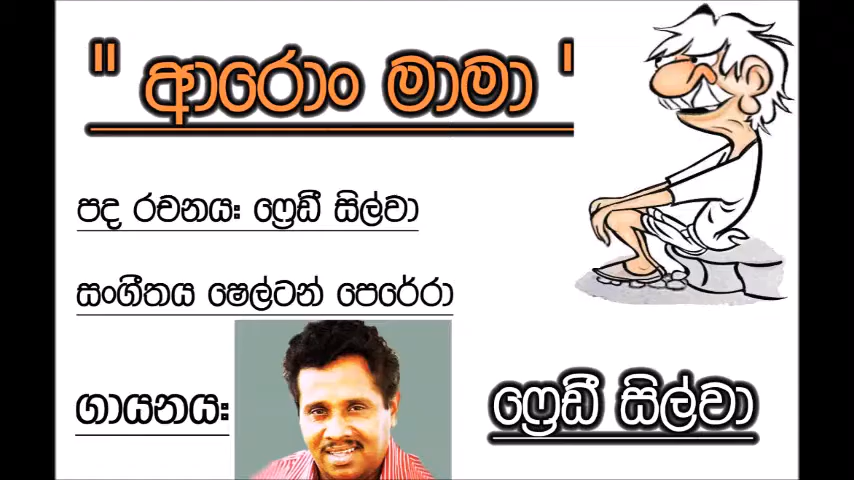 " ආරොං මාමා '
පද රචනය: ෆ්‍රෙඩී සිල්වා
සංගීතය ෂෙල්ටන් පෙරේරා
ගායනය:
ෆ්‍රෙඩී සිල්වා